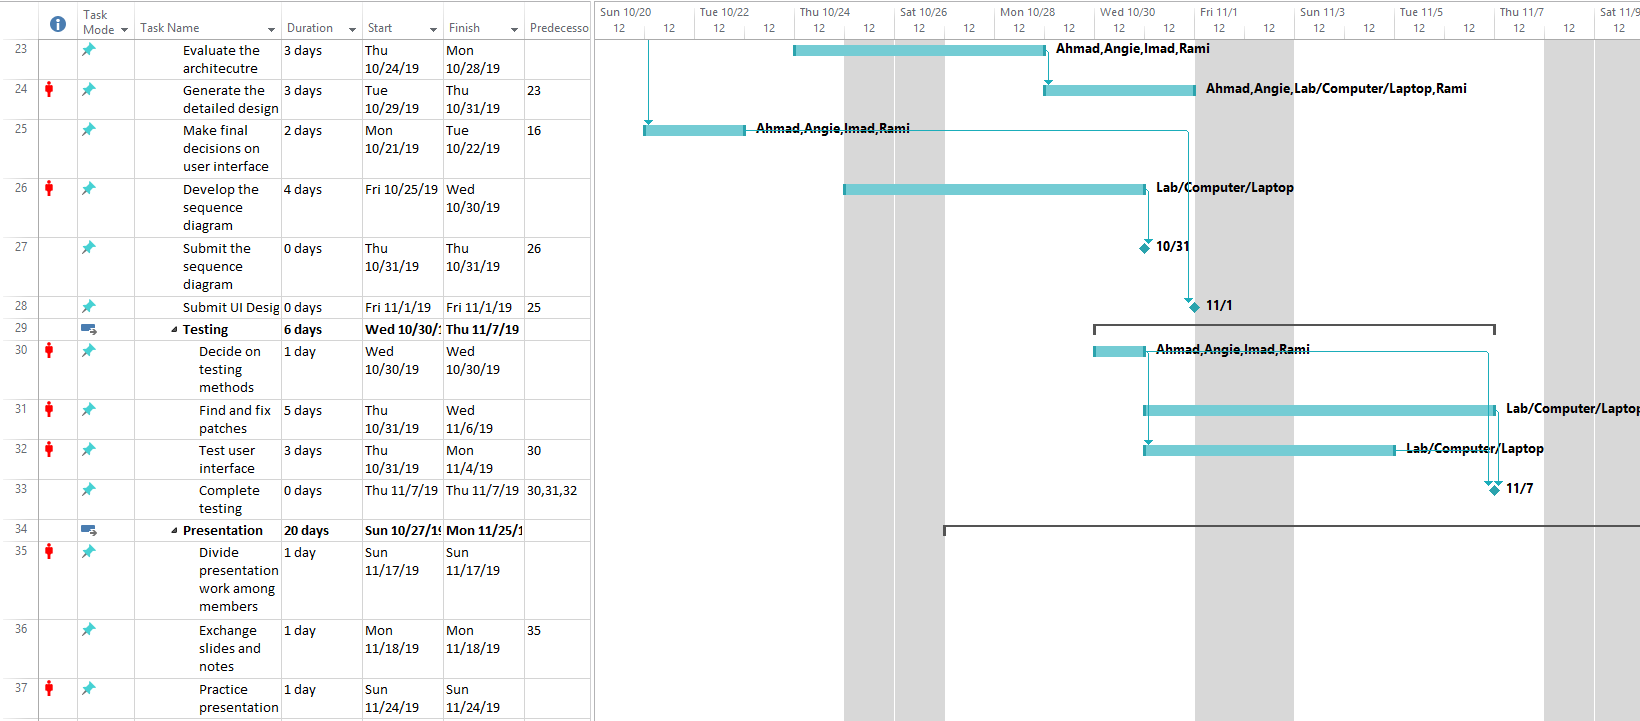 Sun 10/20 Tue 10/22 Thu 10/24 Sat 10/26 Mon 10/28 Wed 10/30 Fri 11/1 Sun 11/3 Tue 11/5 Thu 11/7 Sat 11/9
Task Mode Task Name Duration Start Finish Predecesso
12 12 12 12 12 12 12 12 12 12 12 12 12 12 12 12 12 12 12 12 12
23 Evaluate the 3 days Thu Mon Ahmad,Angie,Imad,Rami
architecutre 10/24/19 10/28/19
24 Generate the 3 days Tue Thu 23 Ahmad,Angie,Lab/Computer/Laptop,Rami
detailed design 10/29/19 10/31/19
25 Make final 2 days Mon Tue 16 Ahmad,Angie,Imad,Rami
decisions on 10/21/19 10/22/19
user interface
26 Develop the 4 days Fri 10/25/19 Wed Lab/Computer/Laptop
sequence 10/30/19
diagram
27 Submit the 0 days Thu Thu 26 10/31
sequence 10/31/19 10/31/19
diagram
28 Submit UI Desig 0 days Fri 11/1/19 Fri 11/1/19 25 11/1
29 Testing 6 days Wed 10/30/1 Thu 11/7/19
30 Decide on 1 day Wed Wed Ahmad,Angie,Imad,Rami
testing 10/30/19 10/30/19
methods
31 Find and fix 5 days Thu Wed Lab/Computer/Laptop
patches 10/31/19 11/6/19
32 Test user 3 days Thu Mon 30 Lab/Computer/Laptop
interface 10/31/19 11/4/19
33 Complete 0 days Thu 11/7/19 Thu 11/7/19 30,31,32 11/7
testing
34 Presentation 20 days Sun 10/27/19 Mon 11/25/1
35 Divide 1 day Sun Sun
presentation 11/17/19 11/17/19
work among
members
36 Exchange 1 day Mon Mon 35
slides and 11/18/19 11/18/19
notes
37 Practice 1 day Sun Sun
presentation 11/24/19 11/24/19